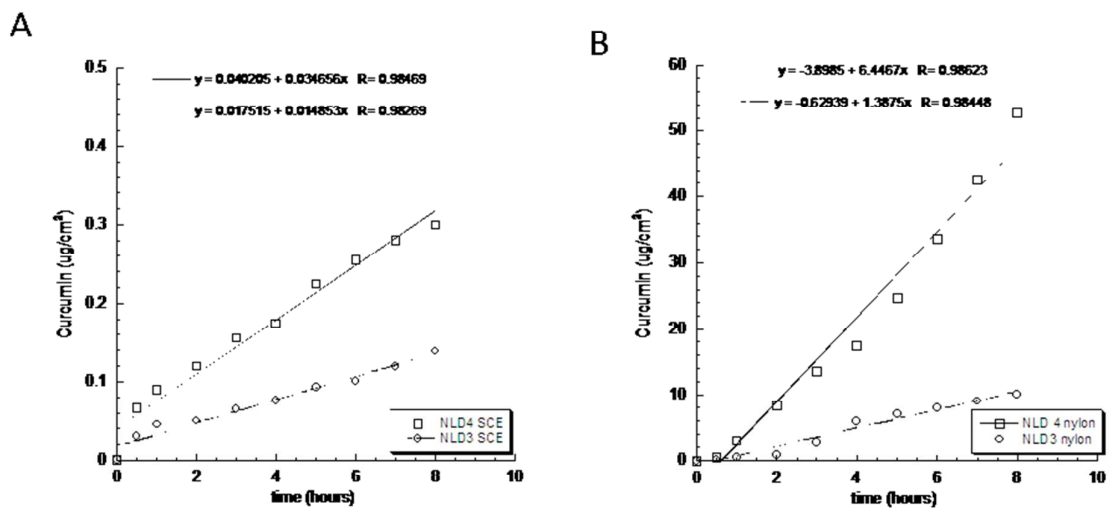 A
0.5
0.4
0.3
0.2
0.1
0
y = 0.040205 + 0.034656x R= 0.98469
y = 0.017515 + 0.014853x R= 0.98269
Curcumin (ug/cm²)
NLD4 SCE
NLD3 SCE
0 2 4 6 8 10
time (hours)
B
60
50
40
30
20
10
0
y = -3.8985 + 6.4467x R= 0.98623
y = -0.62939 + 1.3875x R= 0.98448
Curcumin (ug/cm²)
NLD 4 nylon
NLD3 nylon
0 2 4 6 8 10
time (hours)